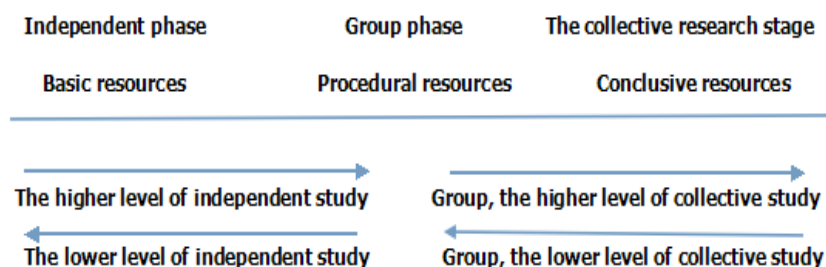 Independent phase Group phase The collective research stage
Basic resources Procedural resources Conclusive resources
The higher level of independent study Group, the higher level of collective study
The lower level of independent study Group, the lower level of collective study